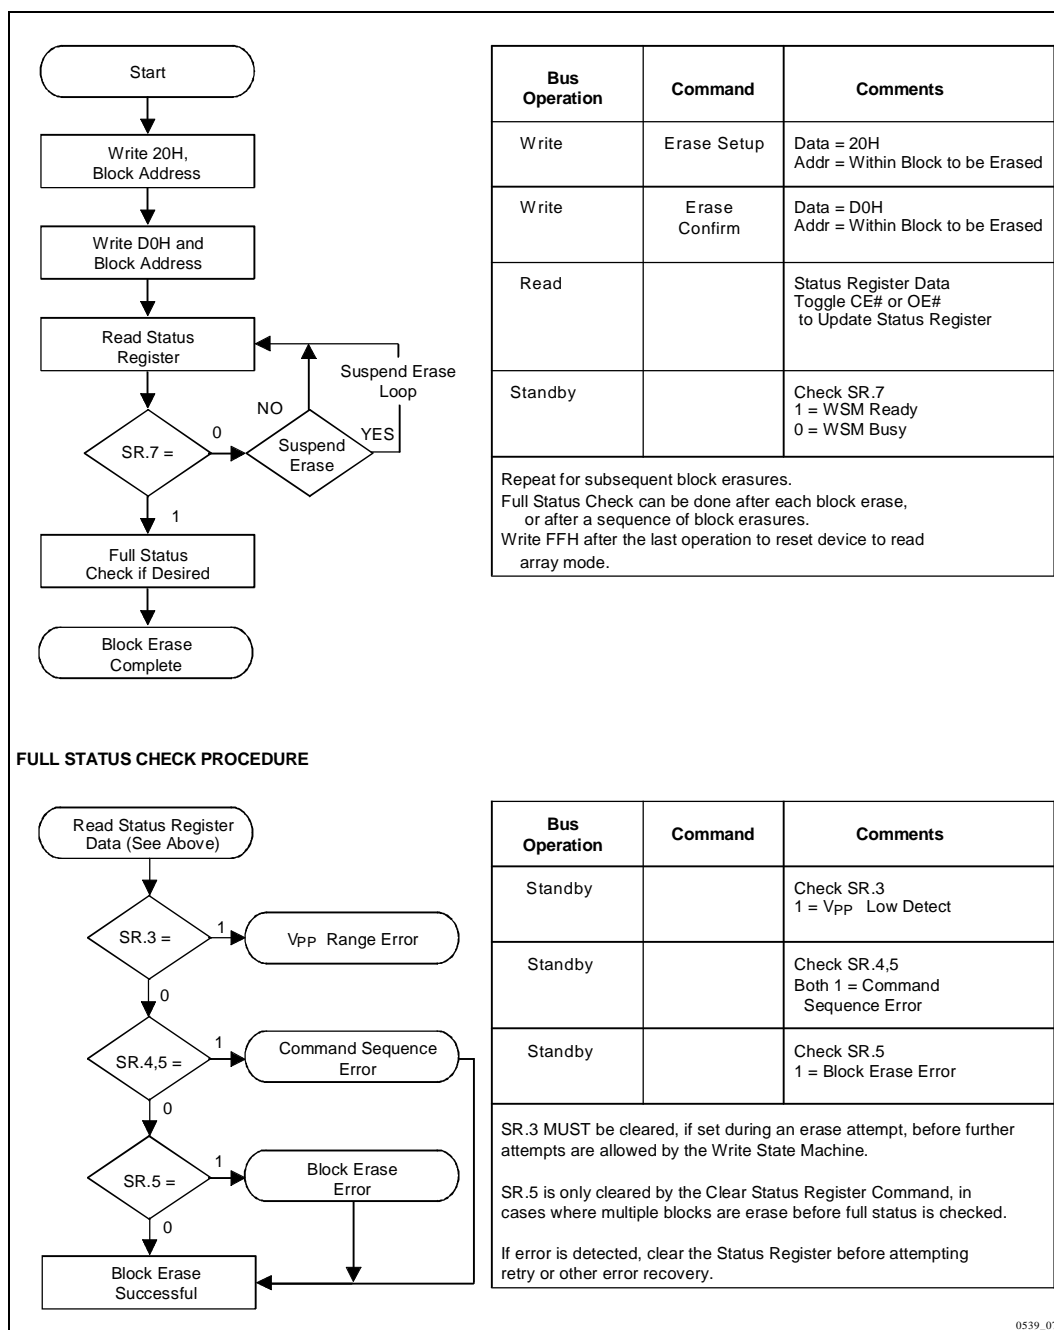 Start
Write 20H,
Block Address
Write D0H and
Block Address
Read Status
Register
Suspend Erase
Loop
NO
YES
0
SR.7 =
Suspend
Erase
1
Full Status
Check if Desired
Block Erase
Complete
Bus
Operation
Command
Comments
Write
Erase Setup
Data = 20H
Addr = Within Block to be Erased
Write
Erase
Confirm
Data = D0H
Addr = Within Block to be Erased
Read
Status Register Data
Toggle CE# or OE#
to Update Status Register
Standby
Check SR.7
1 = WSM Ready
0 = WSM Busy
Repeat for subsequent block erasures.
Full Status Check can be done after each block erase,
or after a sequence of block erasures.
Write FFH after the last operation to reset device to read
array mode.
FULL STATUS CHECK PROCEDURE
Read Status Register
Data (See Above)
SR.3 =
1
VPP Range Error
0
SR.4,5 =
1
Command Sequence
Error
0
SR.5 =
1
Block Erase
Error
0
Block Erase
Successful
Bus
Operation
Command
Comments
Standby
Check SR.3
1 = VPP Low Detect
Standby
Check SR.4,5
Both 1 = Command
Sequence Error
Standby
Check SR.5
1 = Block Erase Error
SR.3 MUST be cleared, if set during an erase attempt, before further
attempts are allowed by the Write State Machine.
SR.5 is only cleared by the Clear Status Register Command, in
cases where multiple blocks are erase before full status is checked.
If error is detected, clear the Status Register before attempting
retry or other error recovery.